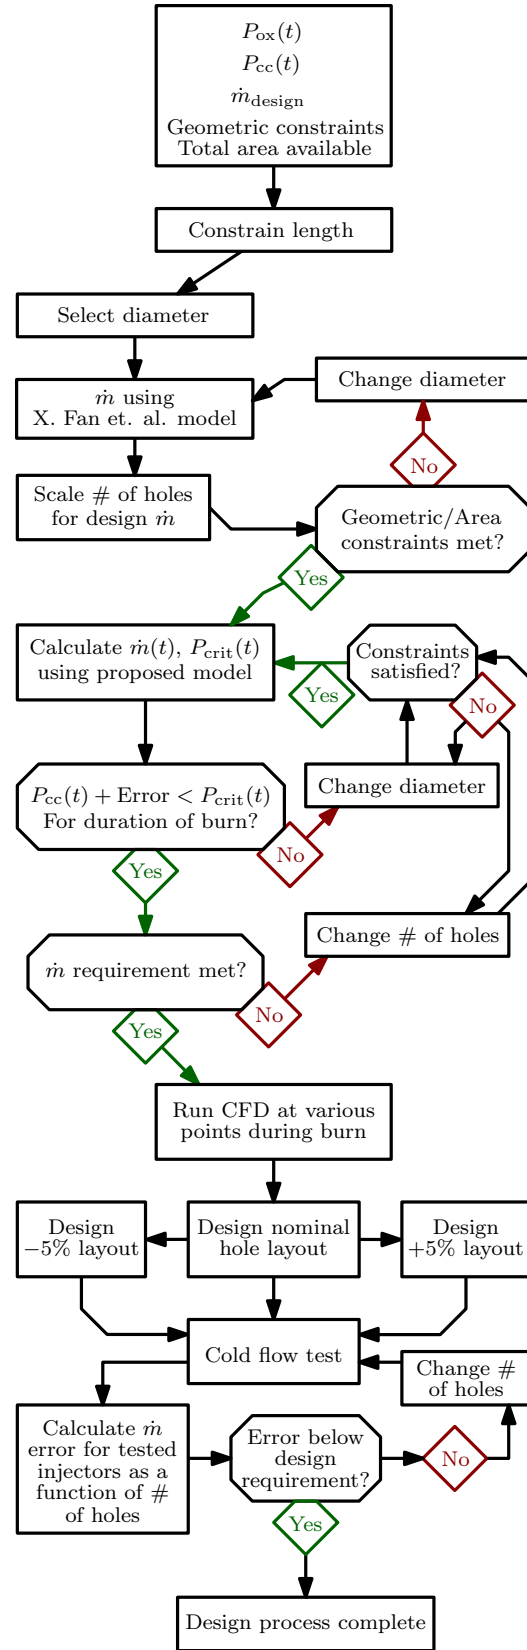 P_ox(t)
P_cc(t)
ṁ_design
Geometric constraints
Total area available
Constrain length
Select diameter
ṁ using
X. Fan et. al. model
Change diameter
No
Scale # of holes
for design ṁ
Geometric/Area
constraints met?
Yes
Calculate ṁ(t), P_crit(t)
using proposed model
Constraints
satisfied?
Yes
No
P_cc(t) + Error < P_crit(t)
For duration of burn?
Change diameter
No
Yes
Change # of holes
ṁ requirement met?
No
Yes
Run CFD at various
points during burn
Design
−5% layout
Design nominal
hole layout
Design
+5% layout
Cold flow test
Change #
of holes
Calculate ṁ
error for tested
injectors as a
function of #
of holes
Error below
design
requirement?
No
Yes
Design process complete